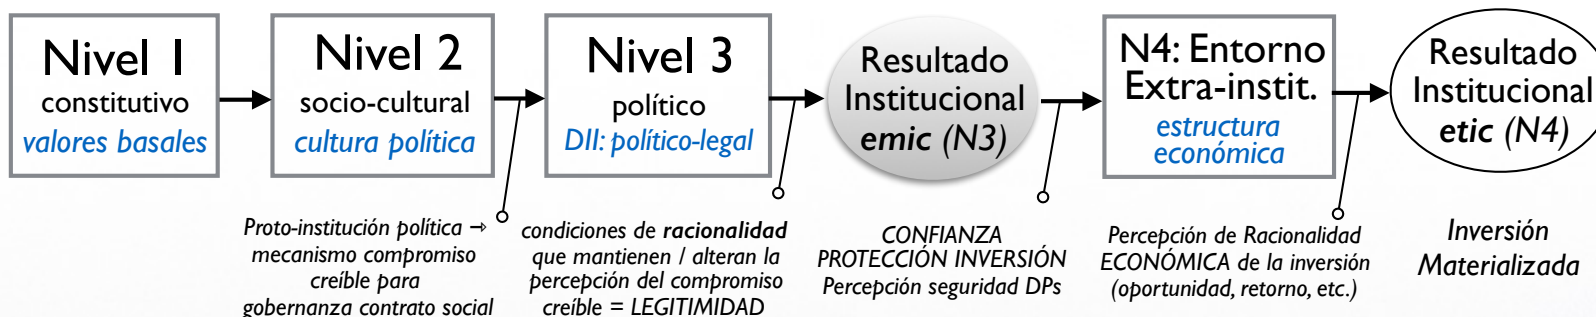 Nivel 1
constitutivo
valores basales
Nivel 2
socio-cultural
cultura política
Nivel 3
político
DII: político-legal
Resultado
Institucional
emic (N3)
N4: Entorno
Extra-instit.
estructura
económica
Resultado
Institucional
etic (N4)
Proto-institución política →
mecanismo compromiso
creíble para
gobernanza contrato social
condiciones de racionalidad
que mantienen / alteran la
percepción del compromiso
creíble = LEGITIMIDAD
CONFIANZA
PROTECCIÓN INVERSIÓN
Percepción seguridad DPs
Percepción de Racionalidad
ECONÓMICA de la inversión
(oportunidad, retorno, etc.)
Inversión
Materializada